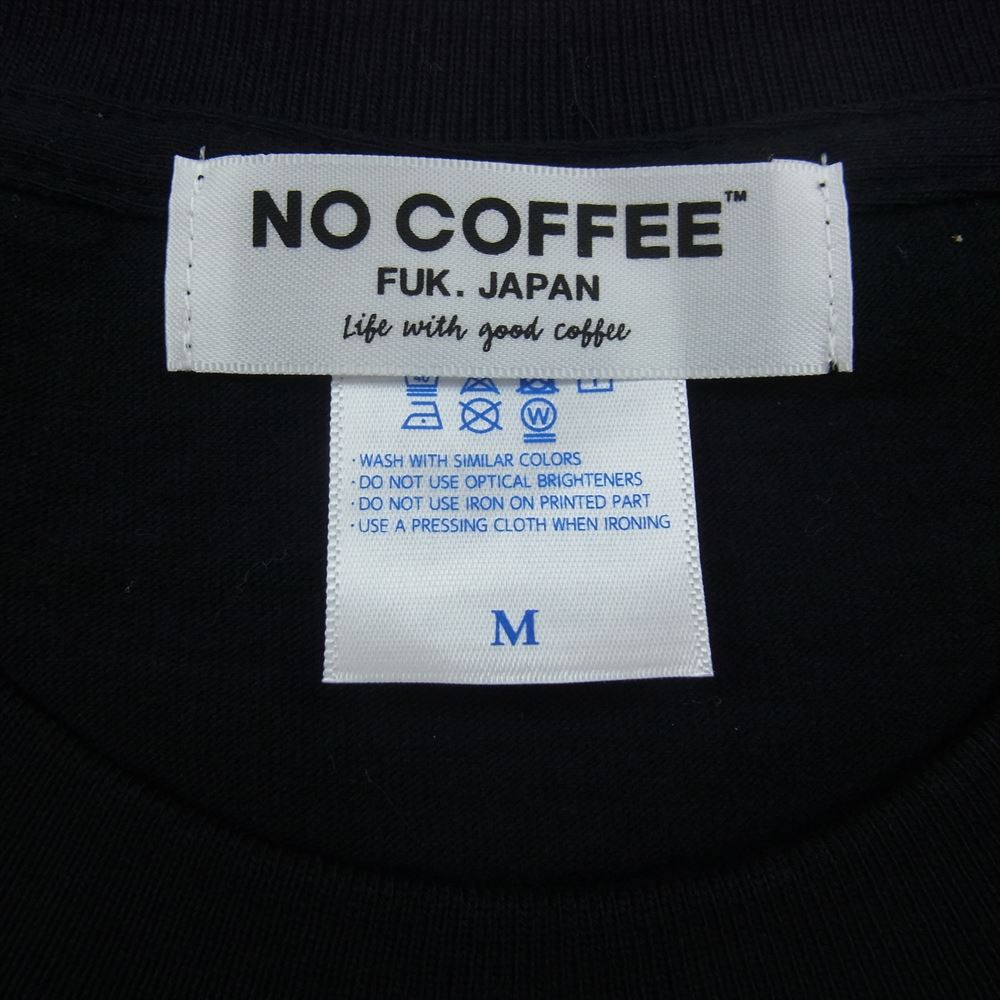 NO COFFEE™
FUK. JAPAN
Life with good coffee
40
W
・WASH WITH SIMILAR COLORS
・DO NOT USE OPTICAL BRIGHTENERS
・DO NOT USE IRON ON PRINTED PART
・USE A PRESSING CLOTH WHEN IRONING
M